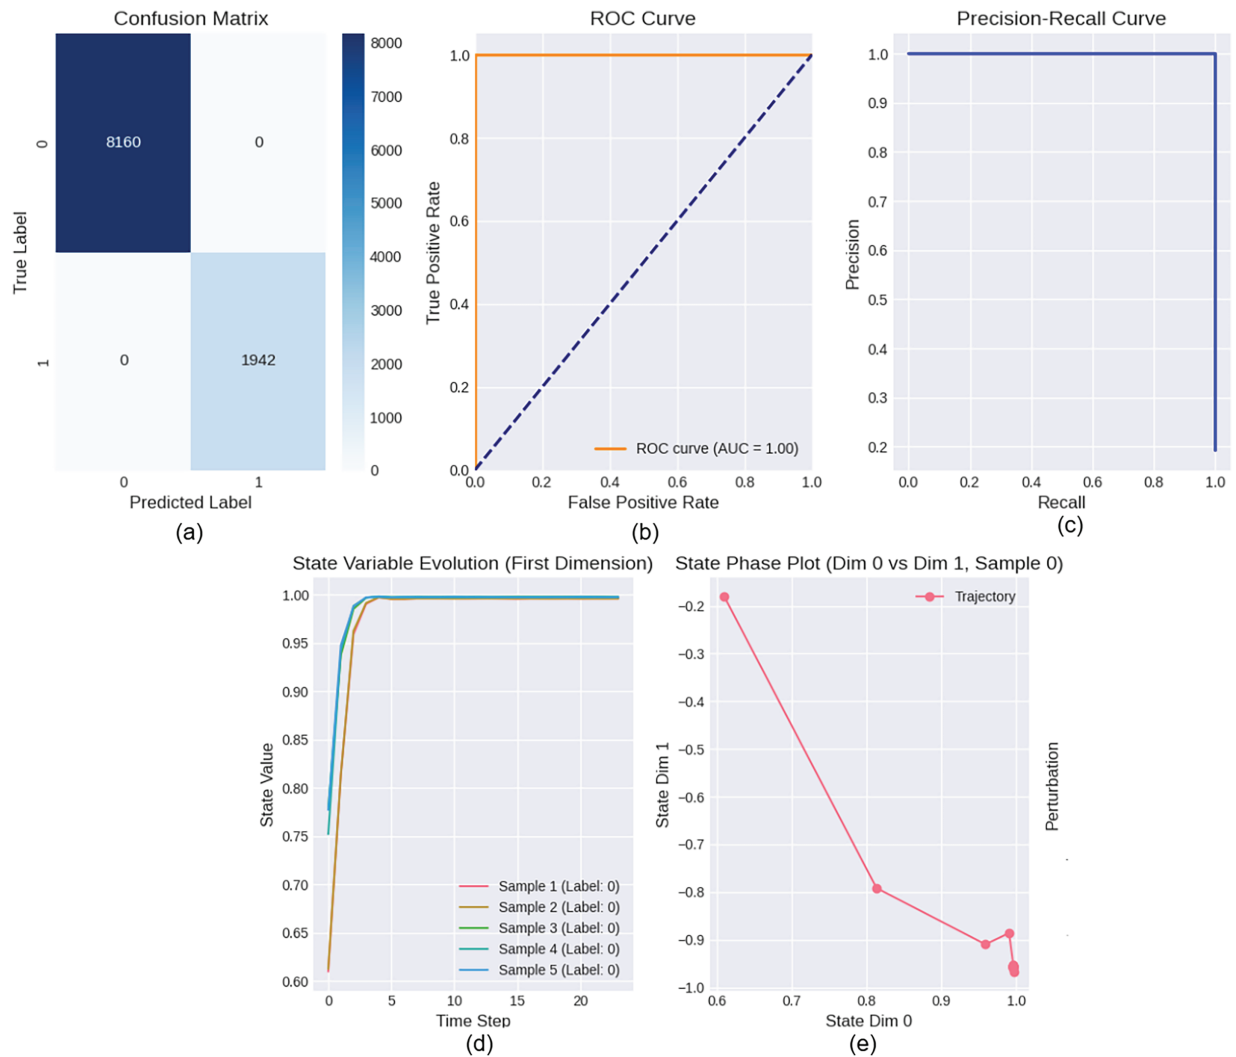 Confusion Matrix
True Label
0
1
8160
0
0
1942
0
1
Predicted Label
8000
7000
6000
5000
4000
3000
2000
1000
0
(a)
ROC Curve
True Positive Rate
1.0
0.8
0.6
0.4
0.2
0.0
ROC curve (AUC = 1.00)
0.0 0.2 0.4 0.6 0.8 1.0
False Positive Rate
(b)
Precision-Recall Curve
Precision
1.0
0.9
0.8
0.7
0.6
0.5
0.4
0.3
0.2
0.0 0.2 0.4 0.6 0.8 1.0
Recall
(c)
State Variable Evolution (First Dimension)
State Value
1.00
0.95
0.90
0.85
0.80
0.75
0.70
0.65
0.60
Sample 1 (Label: 0)
Sample 2 (Label: 0)
Sample 3 (Label: 0)
Sample 4 (Label: 0)
Sample 5 (Label: 0)
0 5 10 15 20
Time Step
(d)
State Phase Plot (Dim 0 vs Dim 1, Sample 0)
State Dim 1
−0.2
−0.3
−0.4
−0.5
−0.6
−0.7
−0.8
−0.9
−1.0
Trajectory
0.6 0.7 0.8 0.9 1.0
State Dim 0
(e)
Perturbation